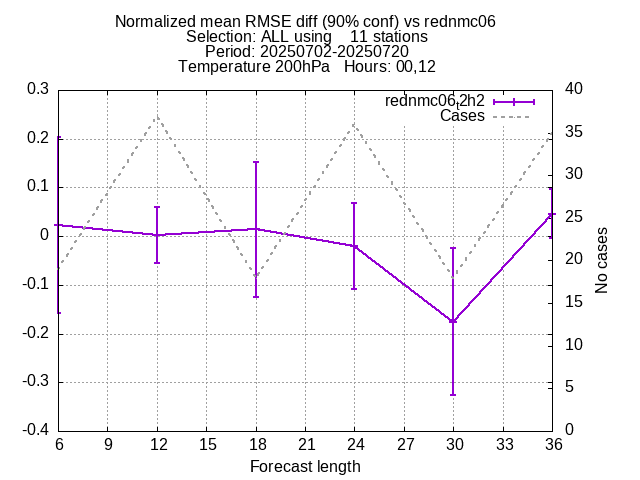 Normalized mean RMSE diff (90% conf) vs rednmc06
Selection: ALL using    11 stations
Period: 20250702-20250720
Temperature 200hPa   Hours: 00,12
rednmc06,2h2
Cases
0.3
0.2
0.1
0
-0.1
-0.2
-0.3
-0.4
40
35
30
25
20
15
10
5
0
No cases
6 9 12 15 18 21 24 27 30 33 36
Forecast length